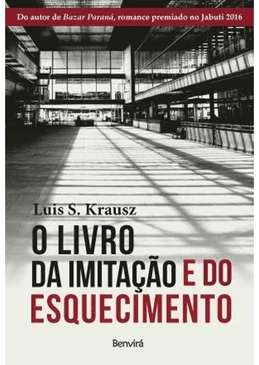 Do autor de Bazar Paraná, romance premiado no Jabuti 2016
Luis S. Krausz
O LIVRO
DA IMITAÇÃO E DO
ESQUECIMENTO
Benvirá